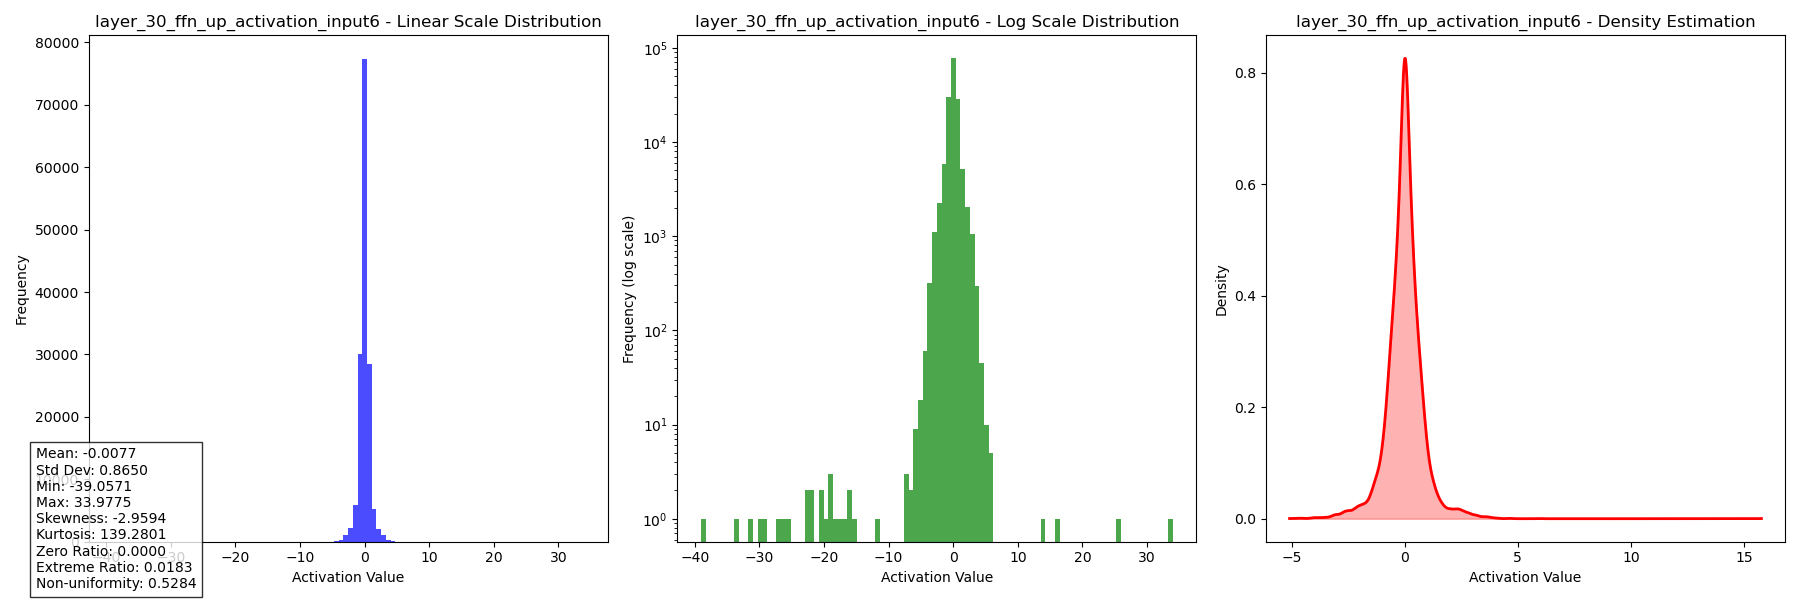 layer_30_ffn_up_activation_input6 - Linear Scale Distribution
80000
70000
60000
50000
40000
30000
20000
10000
0
Frequency
−40
−30
−20
−10
0
10
20
30
Activation Value
Mean: -0.0077
Std Dev: 0.8650
Min: -39.0571
Max: 33.9775
Skewness: -2.9594
Kurtosis: 139.2801
Zero Ratio: 0.0000
Extreme Ratio: 0.0183
Non-uniformity: 0.5284
layer_30_ffn_up_activation_input6 - Log Scale Distribution
10^5
10^4
10^3
10^2
10^1
10^0
Frequency (log scale)
−40
−30
−20
−10
0
10
20
30
Activation Value
layer_30_ffn_up_activation_input6 - Density Estimation
0.8
0.6
0.4
0.2
0.0
Density
−5
0
5
10
15
Activation Value